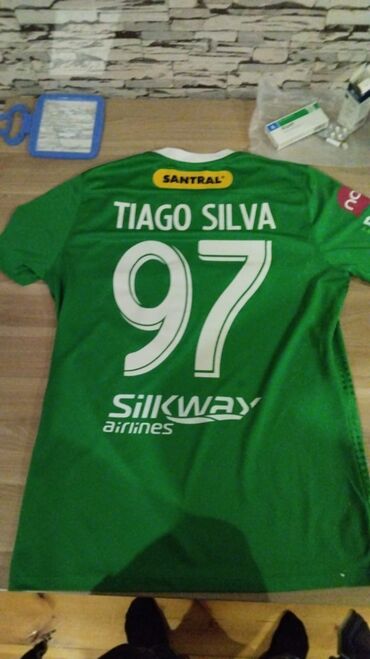 SANTRAL
TIAGO SILVA
97
Silkway
airlines